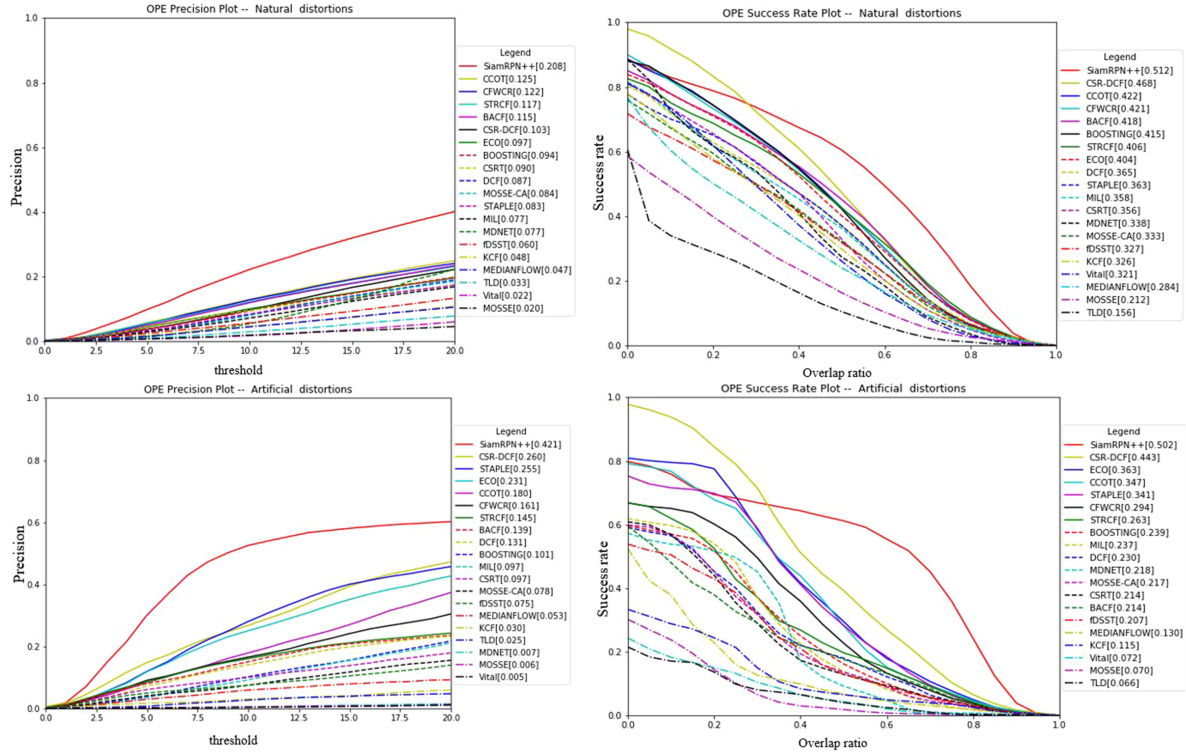 OPE Precision Plot -- Natural distortions
1.0
0.8
0.6
0.4
0.2
0.0
Precision
0.0 2.5 5.0 7.5 10.0 12.5 15.0 17.5 20.0
threshold
Legend
SiamRPN++[0.208]
CCOT[0.125]
CFWCR[0.122]
STRCF[0.117]
BACF[0.115]
CSR-DCF[0.103]
ECO[0.097]
BOOSTING[0.094]
CSRT[0.090]
DCF[0.087]
MOSSE-CA[0.084]
STAPLE[0.083]
MIL[0.077]
MDNET[0.077]
fDSST[0.060]
KCF[0.048]
MEDIANFLOW[0.047]
TLD[0.033]
Vital[0.022]
MOSSE[0.020]
OPE Success Rate Plot -- Natural distortions
1.0
0.8
0.6
0.4
0.2
0.0
Success rate
0.0 0.2 0.4 0.6 0.8 1.0
Overlap ratio
Legend
SiamRPN++[0.512]
CSR-DCF[0.468]
CCOT[0.422]
CFWCR[0.421]
BACF[0.418]
BOOSTING[0.415]
STRCF[0.406]
ECO[0.404]
DCF[0.365]
STAPLE[0.363]
MIL[0.358]
CSRT[0.356]
MDNET[0.338]
MOSSE-CA[0.333]
fDSST[0.327]
KCF[0.326]
Vital[0.321]
MEDIANFLOW[0.284]
MOSSE[0.212]
TLD[0.156]
OPE Precision Plot -- Artificial distortions
1.0
0.8
0.6
0.4
0.2
0.0
Precision
0.0 2.5 5.0 7.5 10.0 12.5 15.0 17.5 20.0
threshold
Legend
SiamRPN++[0.421]
CSR-DCF[0.260]
STAPLE[0.255]
ECO[0.231]
CCOT[0.180]
CFWCR[0.161]
STRCF[0.145]
BACF[0.139]
DCF[0.131]
BOOSTING[0.101]
MIL[0.097]
CSRT[0.097]
MOSSE-CA[0.078]
fDSST[0.075]
MEDIANFLOW[0.053]
KCF[0.030]
TLD[0.025]
MDNET[0.007]
MOSSE[0.006]
Vital[0.005]
OPE Success Rate Plot -- Artificial distortions
1.0
0.8
0.6
0.4
0.2
0.0
Success rate
0.0 0.2 0.4 0.6 0.8 1.0
Overlap ratio
Legend
SiamRPN++[0.502]
CSR-DCF[0.443]
ECO[0.363]
CCOT[0.347]
STAPLE[0.341]
CFWCR[0.294]
STRCF[0.263]
BOOSTING[0.239]
MIL[0.237]
DCF[0.230]
MDNET[0.218]
MOSSE-CA[0.217]
CSRT[0.214]
BACF[0.214]
fDSST[0.207]
MEDIANFLOW[0.130]
KCF[0.115]
Vital[0.072]
MOSSE[0.070]
TLD[0.066]